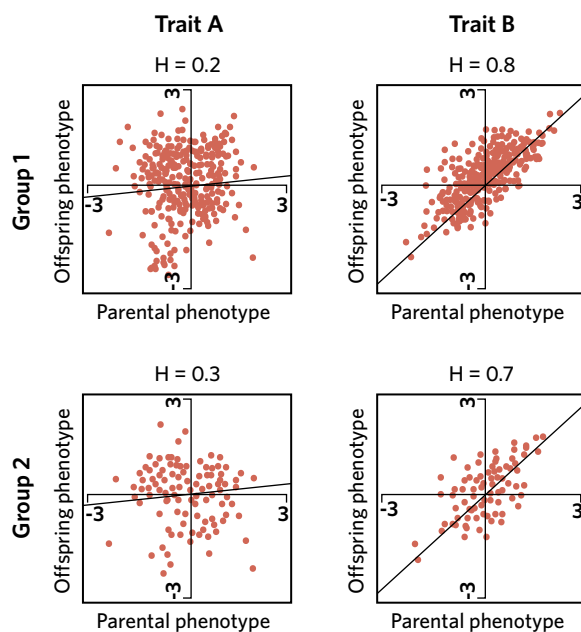 Trait A
Trait B
H = 0.2
H = 0.8
Group 1
Offspring phenotype
3
-3
3
-3
Parental phenotype
Offspring phenotype
3
-3
3
-3
Parental phenotype
H = 0.3
H = 0.7
Group 2
Offspring phenotype
3
-3
3
-3
Parental phenotype
Offspring phenotype
3
-3
3
-3
Parental phenotype